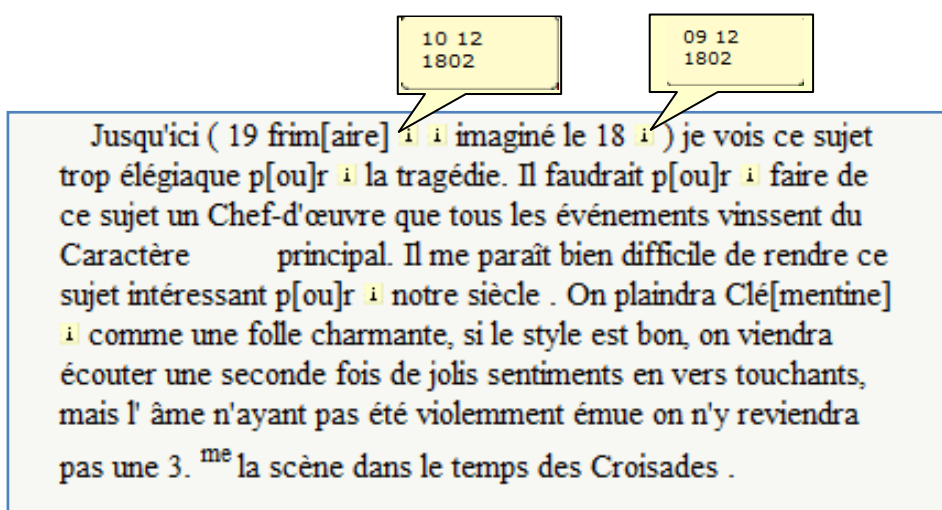 10 12
1802
09 12
1802
Jusqu'ici ( 19 frim[aire] i i imaginé le 18 i ) je vois ce sujet
trop élégiaque p[ou]r i la tragédie. Il faudrait p[ou]r i faire de
ce sujet un Chef-d'œuvre que tous les événements vinssent du
Caractère principal. Il me paraît bien difficile de rendre ce
sujet intéressant p[ou]r i notre siècle . On plaindra Clé[mentine]
i comme une folle charmante, si le style est bon, on viendra
écouter une seconde fois de jolis sentiments en vers touchants,
mais l' âme n'ayant pas été violemment émue on n'y reviendra
pas une 3. me la scène dans le temps des Croisades .